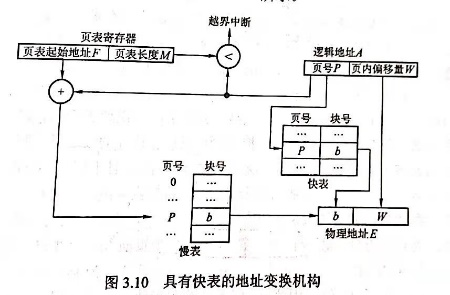 越界中断
页表寄存器
页表起始地址F 页表长度M
<
逻辑地址A
页号P 页内偏移量W
+
页号 块号
...
P b
...
快表
页号 块号
0 ...
... ...
P b
... ...
慢表
b W
物理地址E
图 3.10 具有快表的地址变换机构